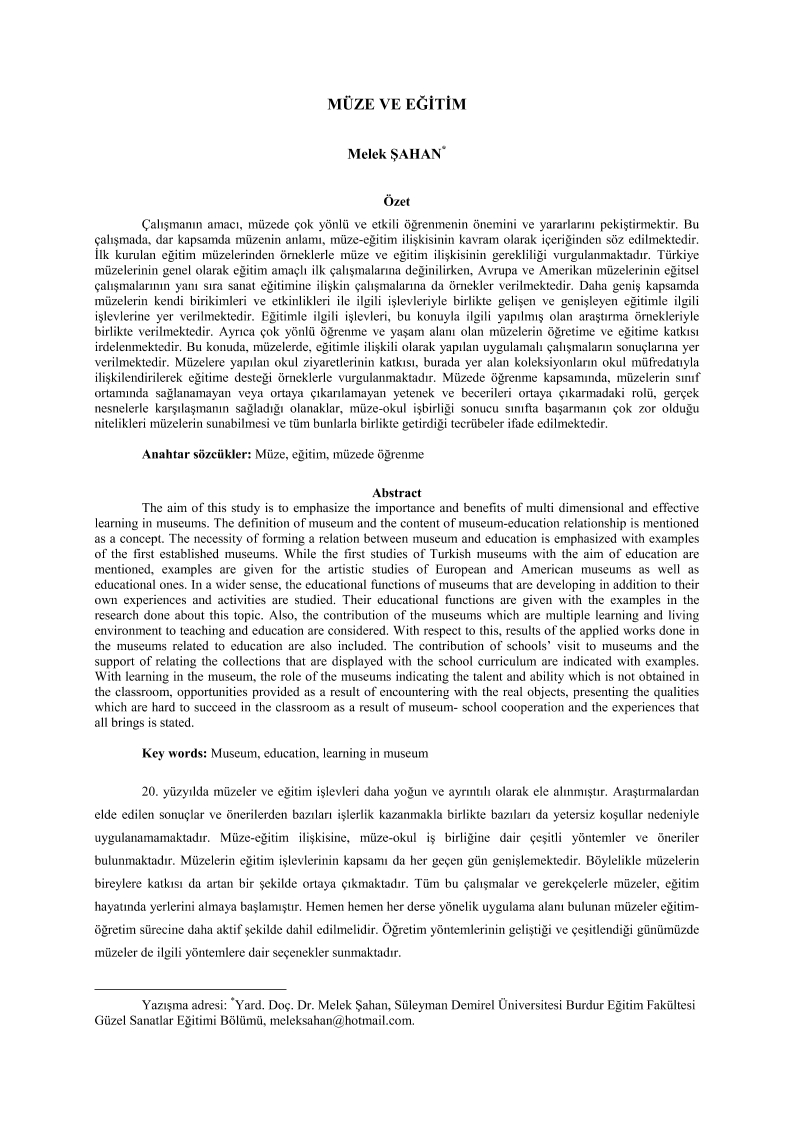 MÜZE VE EĞİTİM
Melek ŞAHAN*
Özet
Çalışmanın amacı, müzede çok yönlü ve etkili öğrenmenin önemini ve yararlarını pekiştirmektir. Bu
çalışmada, dar kapsamda müzenin anlamı, müze-eğitim ilişkisinin kavram olarak içeriğinden söz edilmektedir.
İlk kurulan eğitim müzelerinden örneklerle müze ve eğitim ilişkisinin gerekliliği vurgulanmaktadır. Türkiye
müzelerinin genel olarak eğitim amaçlı ilk çalışmalarına değinilirken, Avrupa ve Amerikan müzelerinin eğitsel
çalışmalarının yanı sıra sanat eğitimine ilişkin çalışmalarına da örnekler verilmektedir. Daha geniş kapsamda
müzelerin kendi birikimleri ve etkinlikleri ile ilgili işlevleriyle birlikte gelişen ve genişleyen eğitimle ilgili
işlevlerine yer verilmektedir. Eğitimle ilgili işlevleri, bu konuyla ilgili yapılmış olan araştırma örnekleriyle
birlikte verilmektedir. Ayrıca çok yönlü öğrenme ve yaşam alanı olan müzelerin öğretime ve eğitime katkısı
irdelenmektedir. Bu konuda, müzelerde, eğitimle ilişkili olarak yapılan uygulamalı çalışmaların sonuçlarına yer
verilmektedir. Müzelere yapılan okul ziyaretlerinin katkısı, burada yer alan koleksiyonların okul müfredatıyla
ilişkilendirilerek eğitime desteği örneklerle vurgulanmaktadır. Müzede öğrenme kapsamında, müzelerin sınıf
ortamında sağlanamayan veya ortaya çıkarılamayan yetenek ve becerileri ortaya çıkarmadaki rolü, gerçek
nesnelerle karşılaşmanın sağladığı olanaklar, müze-okul işbirliği sonucu sınıfta başarmanın çok zor olduğu
nitelikleri müzelerin sunabilmesi ve tüm bunlarla birlikte getirdiği tecrübeler ifade edilmektedir.
Anahtar sözcükler: Müze, eğitim, müzede öğrenme
Abstract
The aim of this study is to emphasize the importance and benefits of multi dimensional and effective
learning in museums. The definition of museum and the content of museum-education relationship is mentioned
as a concept. The necessity of forming a relation between museum and education is emphasized with examples
of the first established museums. While the first studies of Turkish museums with the aim of education are
mentioned, examples are given for the artistic studies of European and American museums as well as
educational ones. In a wider sense, the educational functions of museums that are developing in addition to their
own experiences and activities are studied. Their educational functions are given with the examples in the
research done about this topic. Also, the contribution of the museums which are multiple learning and living
environment to teaching and education are considered. With respect to this, results of the applied works done in
the museums related to education are also included. The contribution of schools' visit to museums and the
support of relating the collections that are displayed with the school curriculum are indicated with examples.
With learning in the museum, the role of the museums indicating the talent and ability which is not obtained in
the classroom, opportunities provided as a result of encountering with the real objects, presenting the qualities
which are hard to succeed in the classroom as a result of museum- school cooperation and the experiences that
all brings is stated.
Key words: Museum, education, learning in museum
20. yüzyılda müzeler ve eğitim işlevleri daha yoğun ve ayrıntılı olarak ele alınmıştır. Araştırmalardan
elde edilen sonuçlar ve önerilerden bazıları işlerlik kazanmakla birlikte bazıları da yetersiz koşullar nedeniyle
uygulanamamaktadır. Müze-eğitim ilişkisine, müze-okul iş birliğine dair çeşitli yöntemler ve öneriler
bulunmaktadır. Müzelerin eğitim işlevlerinin kapsamı da her geçen gün genişlemektedir. Böylelikle müzelerin
bireylere katkısı da artan bir şekilde ortaya çıkmaktadır. Tüm bu çalışmalar ve gerekçelerle müzeler, eğitim
hayatında yerlerini almaya başlamıştır. Hemen hemen her derse yönelik uygulama alanı bulunan müzeler eğitim-
öğretim sürecine daha aktif şekilde dahil edilmelidir. Öğretim yöntemlerinin geliştiği ve çeşitlendiği günümüzde
müzeler de ilgili yöntemlere dair seçenekler sunmaktadır.
Yazışma adresi: *Yard. Doç. Dr. Melek Şahan, Süleyman Demirel Üniversitesi Burdur Eğitim Fakültesi
Güzel Sanatlar Eğitimi Bölümü, meleksahan@hotmail.com.